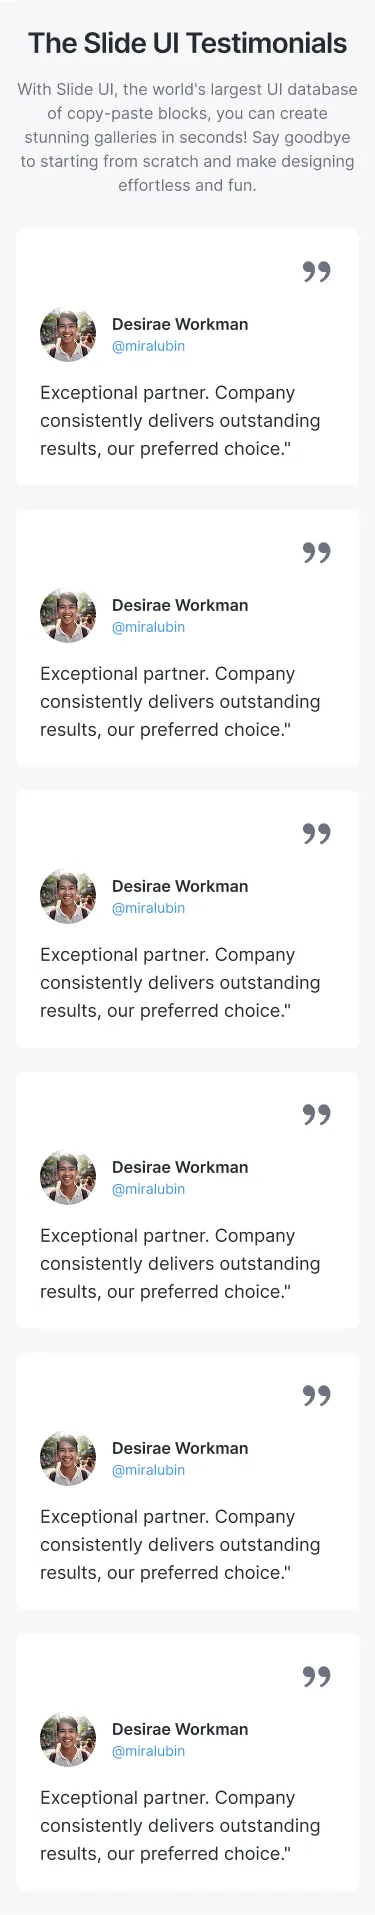 The Slide UI Testimonials
With Slide UI, the world's largest UI database
of copy-paste blocks, you can create
stunning galleries in seconds! Say goodbye
to starting from scratch and make designing
effortless and fun.
”
Desirae Workman
@miralubin
Exceptional partner. Company
consistently delivers outstanding
results, our preferred choice."
”
Desirae Workman
@miralubin
Exceptional partner. Company
consistently delivers outstanding
results, our preferred choice."
”
Desirae Workman
@miralubin
Exceptional partner. Company
consistently delivers outstanding
results, our preferred choice."
”
Desirae Workman
@miralubin
Exceptional partner. Company
consistently delivers outstanding
results, our preferred choice."
”
Desirae Workman
@miralubin
Exceptional partner. Company
consistently delivers outstanding
results, our preferred choice."
”
Desirae Workman
@miralubin
Exceptional partner. Company
consistently delivers outstanding
results, our preferred choice."